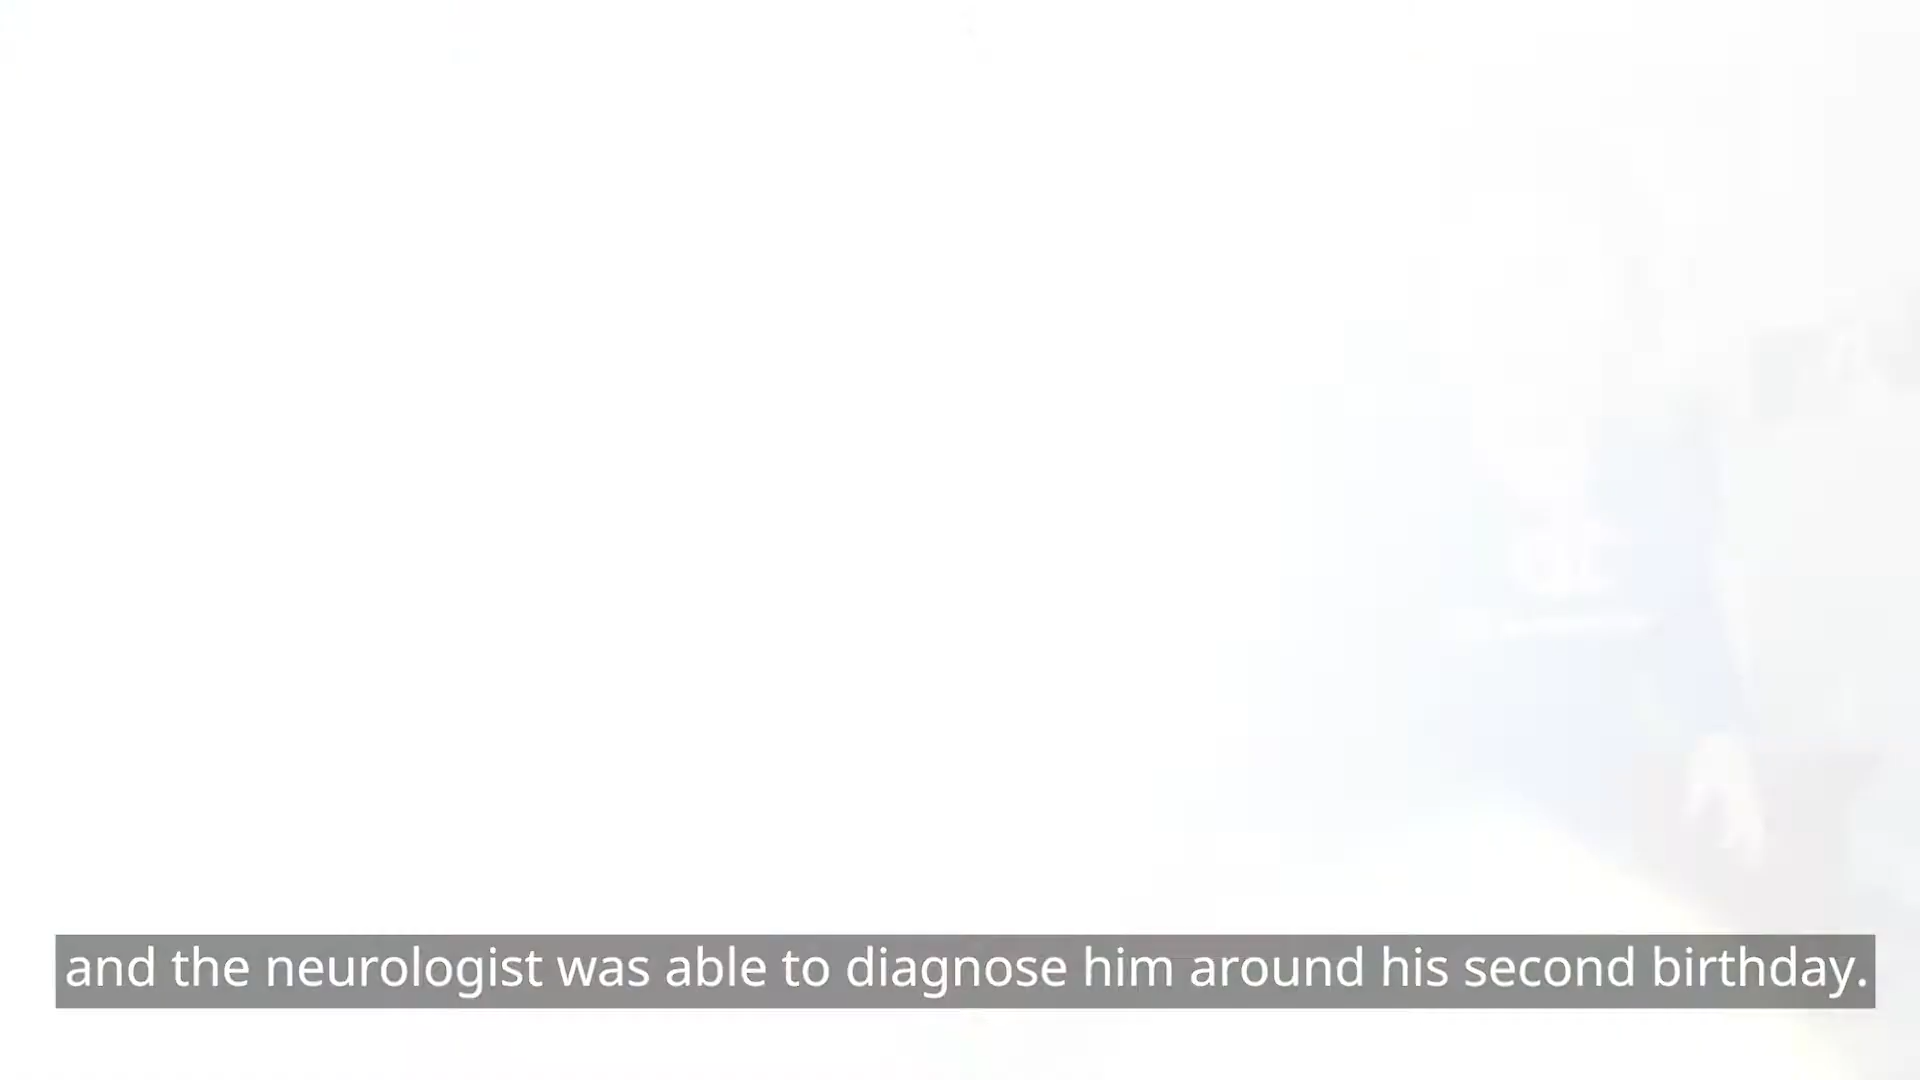 and the neurologist was able to diagnose him around his second birthday.